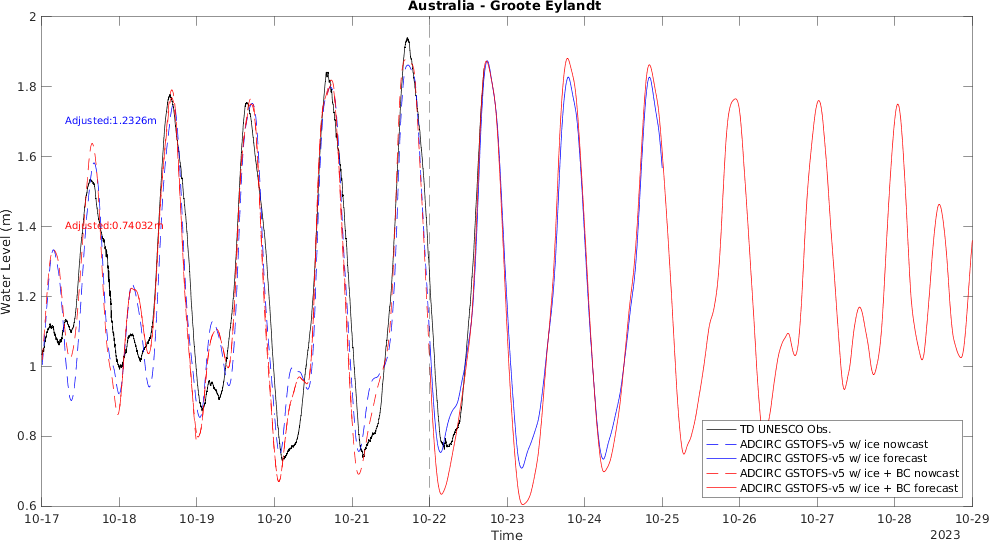 Australia - Groote Eylandt
2
1.8
1.6
1.4
1.2
1
0.8
0.6
Water Level (m)
Adjusted:1.2326m
Adjusted:0.74032m
TD UNESCO Obs.
ADCIRC GSTOFS-v5 w/ ice nowcast
ADCIRC GSTOFS-v5 w/ ice forecast
ADCIRC GSTOFS-v5 w/ ice + BC nowcast
ADCIRC GSTOFS-v5 w/ ice + BC forecast
10-17 10-18 10-19 10-20 10-21 10-22 10-23 10-24 10-25 10-26 10-27 10-28 10-29
Time
2023